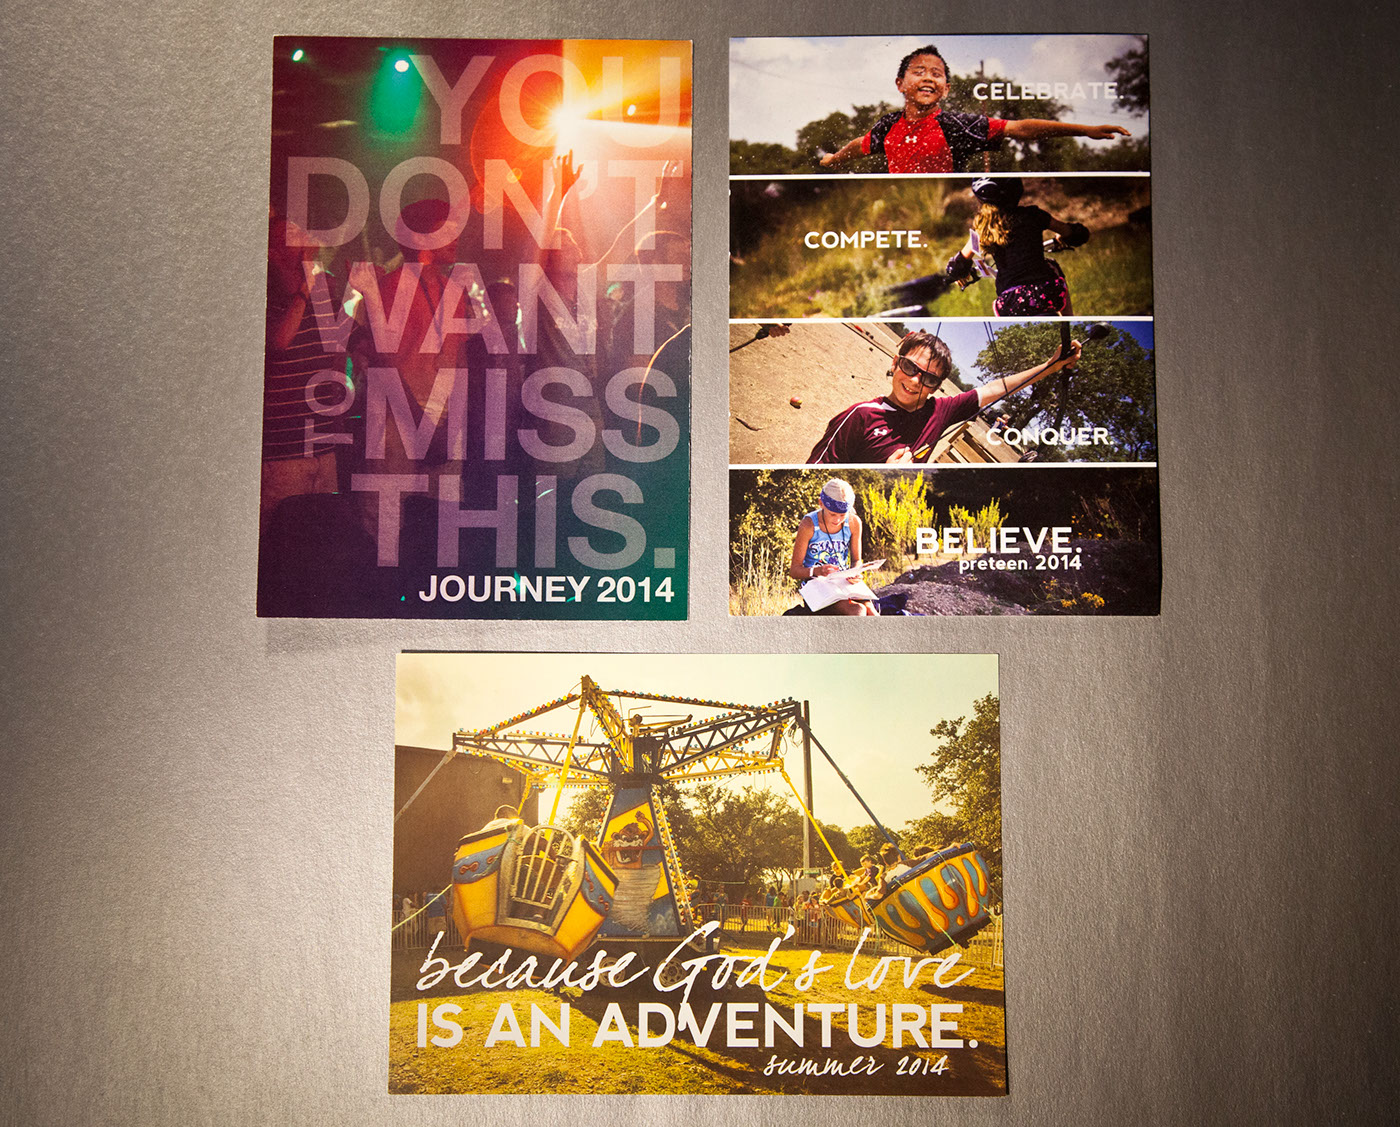 YOU
DON'T
WANT
TO MISS
THIS.
JOURNEY 2014
CELEBRATE.
COMPETE.
CONQUER.
BELIEVE.
preteen 2014
because God's love
IS AN ADVENTURE.
summer 2014